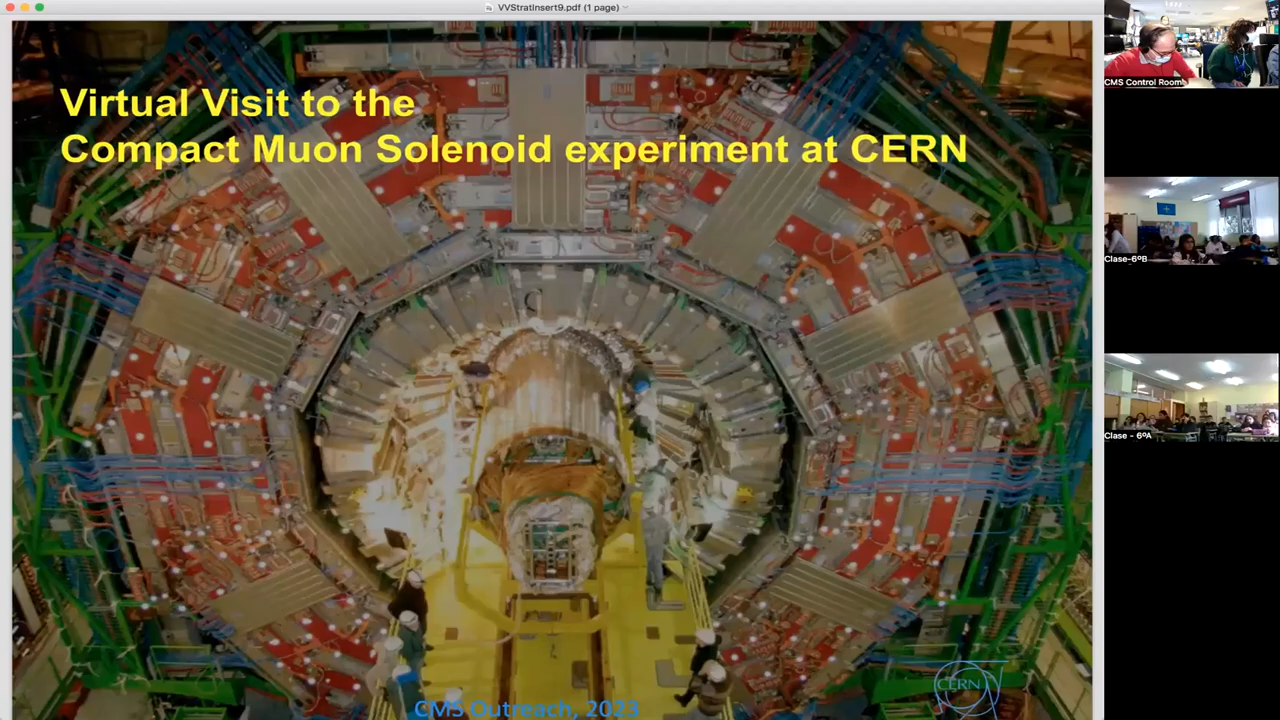 VVStratInsert9.pdf (1 page)
Virtual Visit to the
Compact Muon Solenoid experiment at CERN
CERN
CMS Outreach, 2023
CMS Control Room
Clase-6ºB
Clase - 6ºA